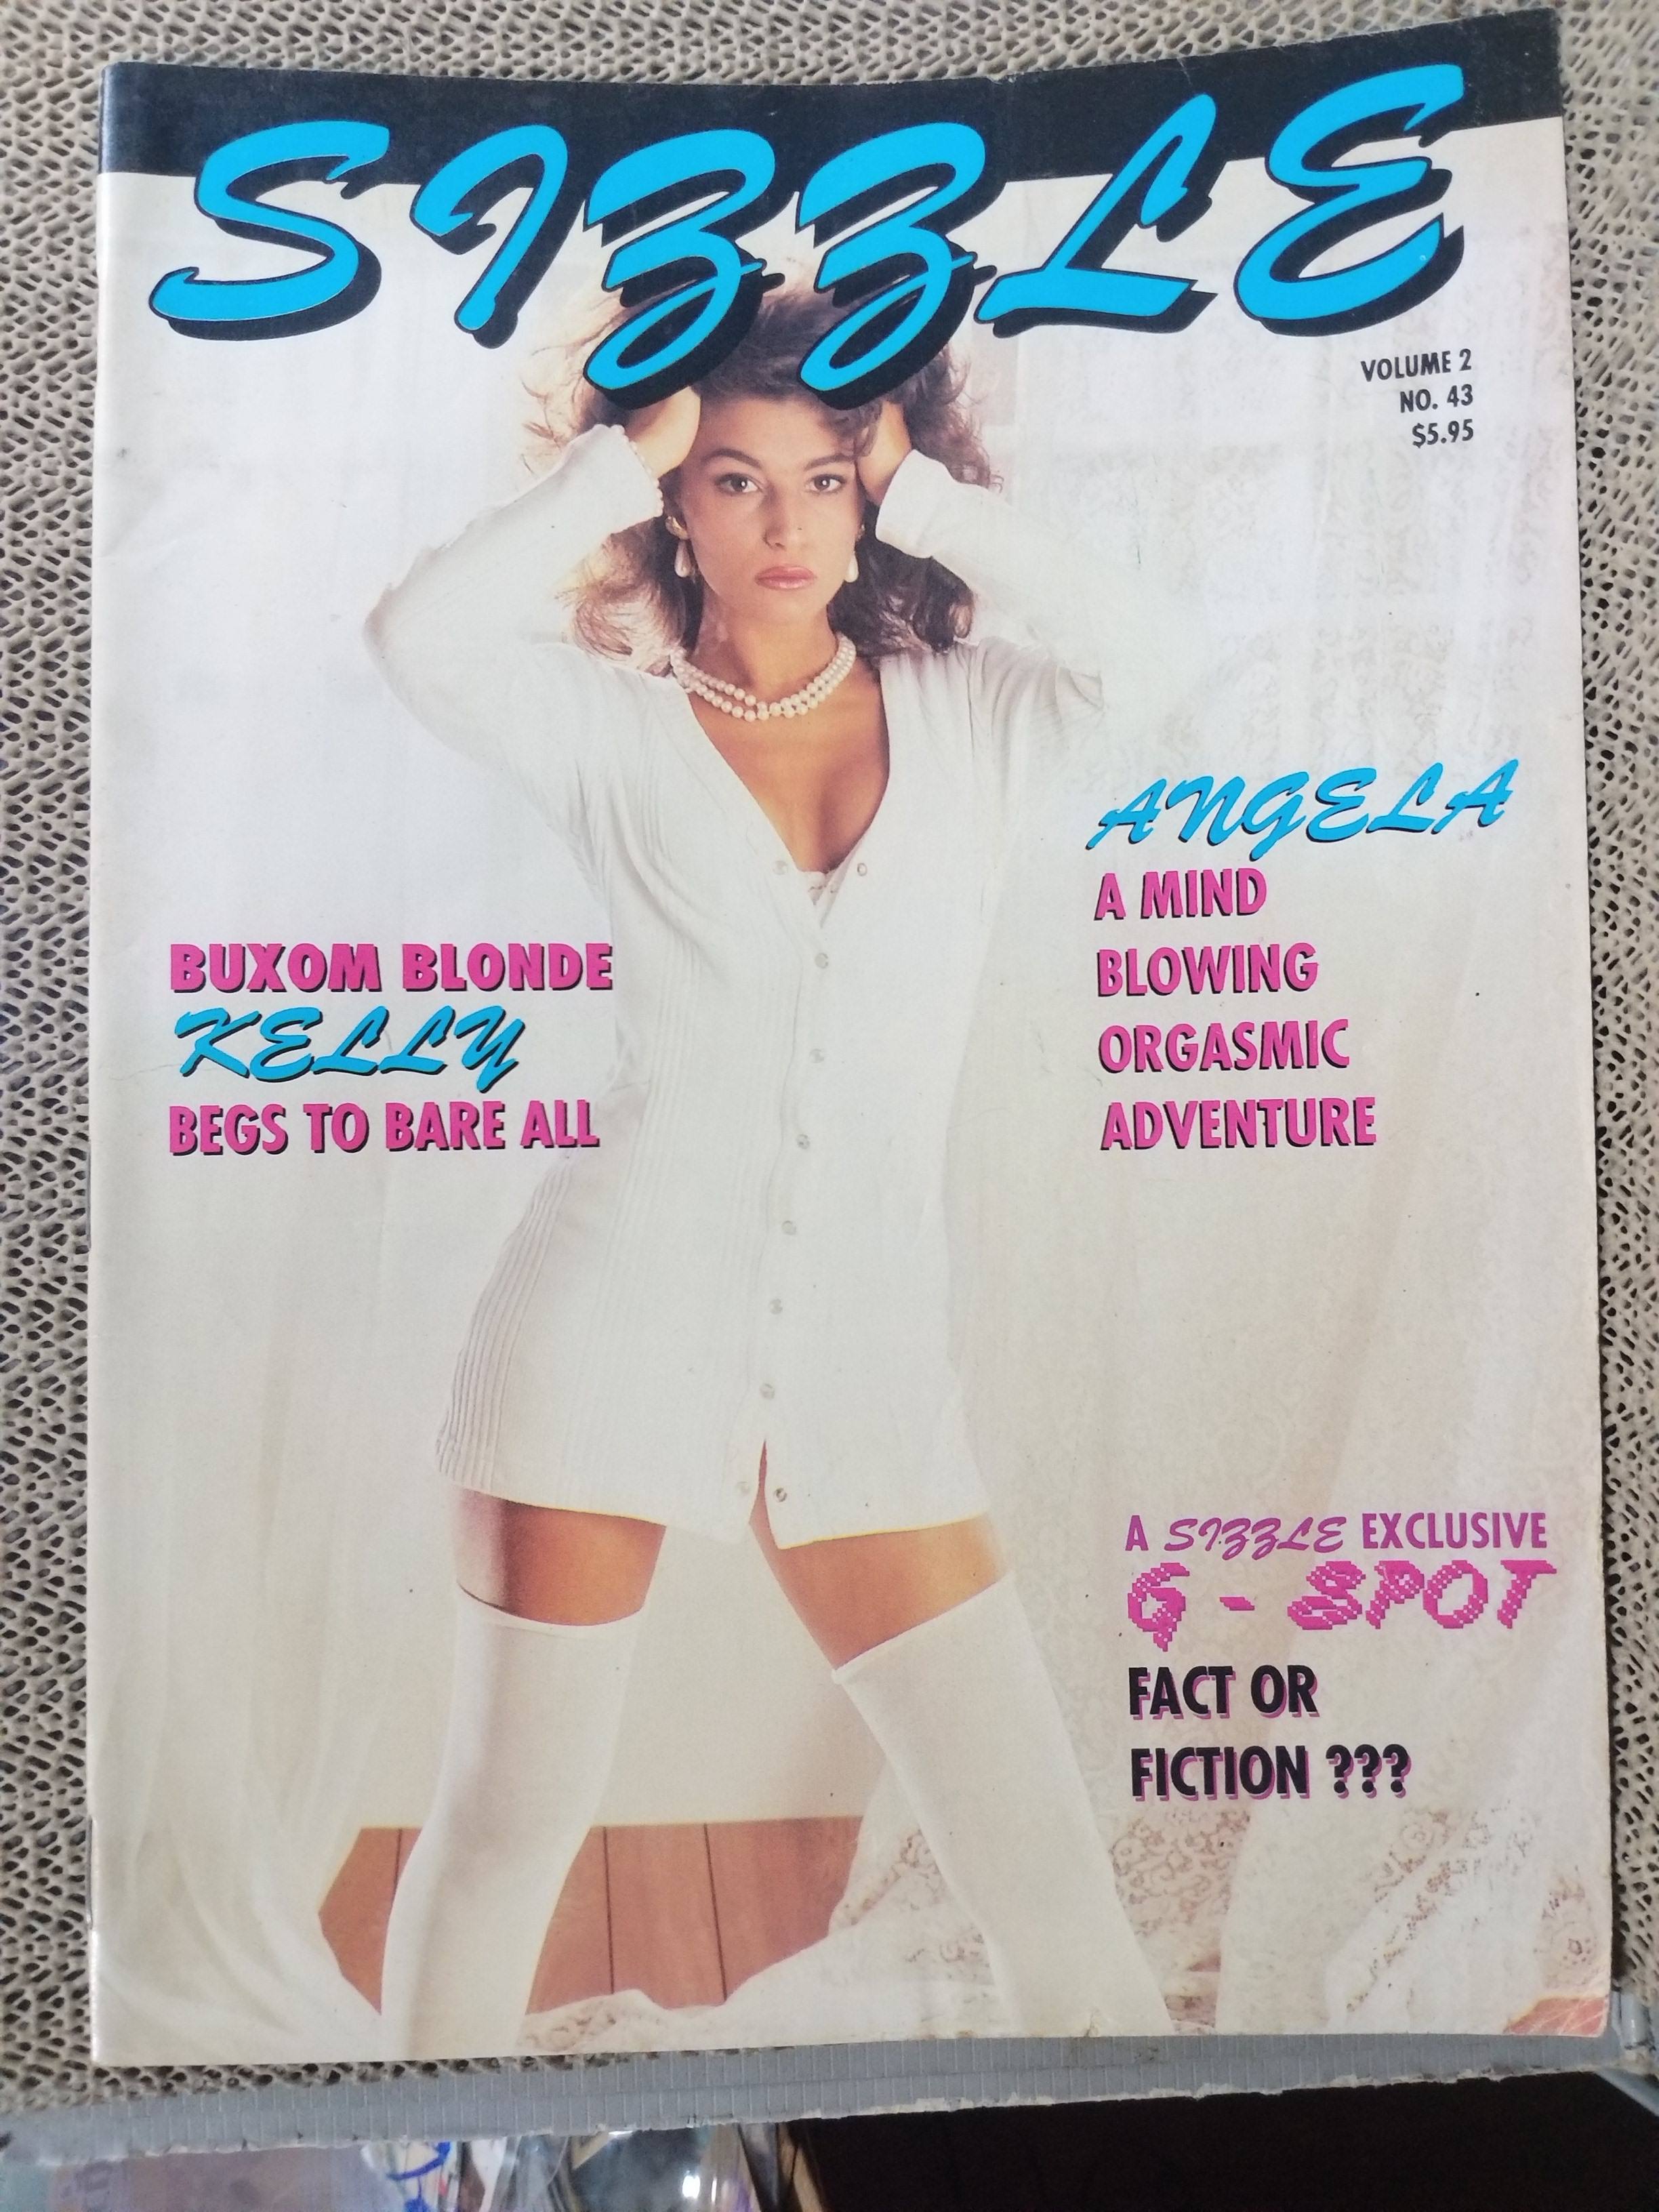 SIZZLE
VOLUME 2
NO. 43
$5.95
ANGELA
A MIND
BLOWING
ORGASMIC
ADVENTURE
BUXOM BLONDE
KELLY
BEGS TO BARE ALL
A SIZZLE EXCLUSIVE
G - SPOT
FACT OR
FICTION ???